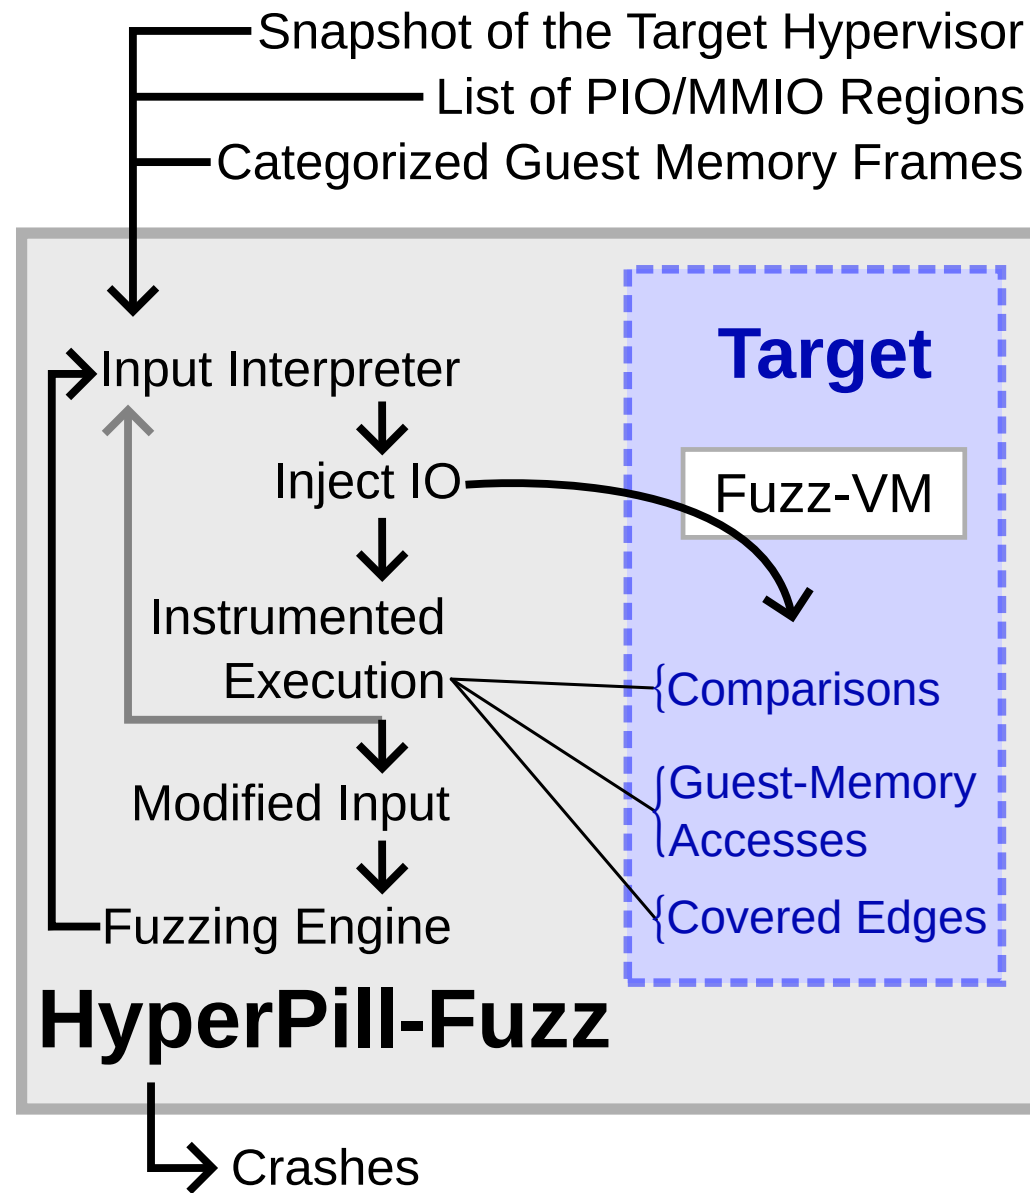 Snapshot of the Target Hypervisor
List of PIO/MMIO Regions
Categorized Guest Memory Frames
Input Interpreter
Inject IO
Instrumented
Execution
Modified Input
Fuzzing Engine
HyperPill-Fuzz
Target
Fuzz-VM
Comparisons
Guest-Memory
Accesses
Covered Edges
Crashes